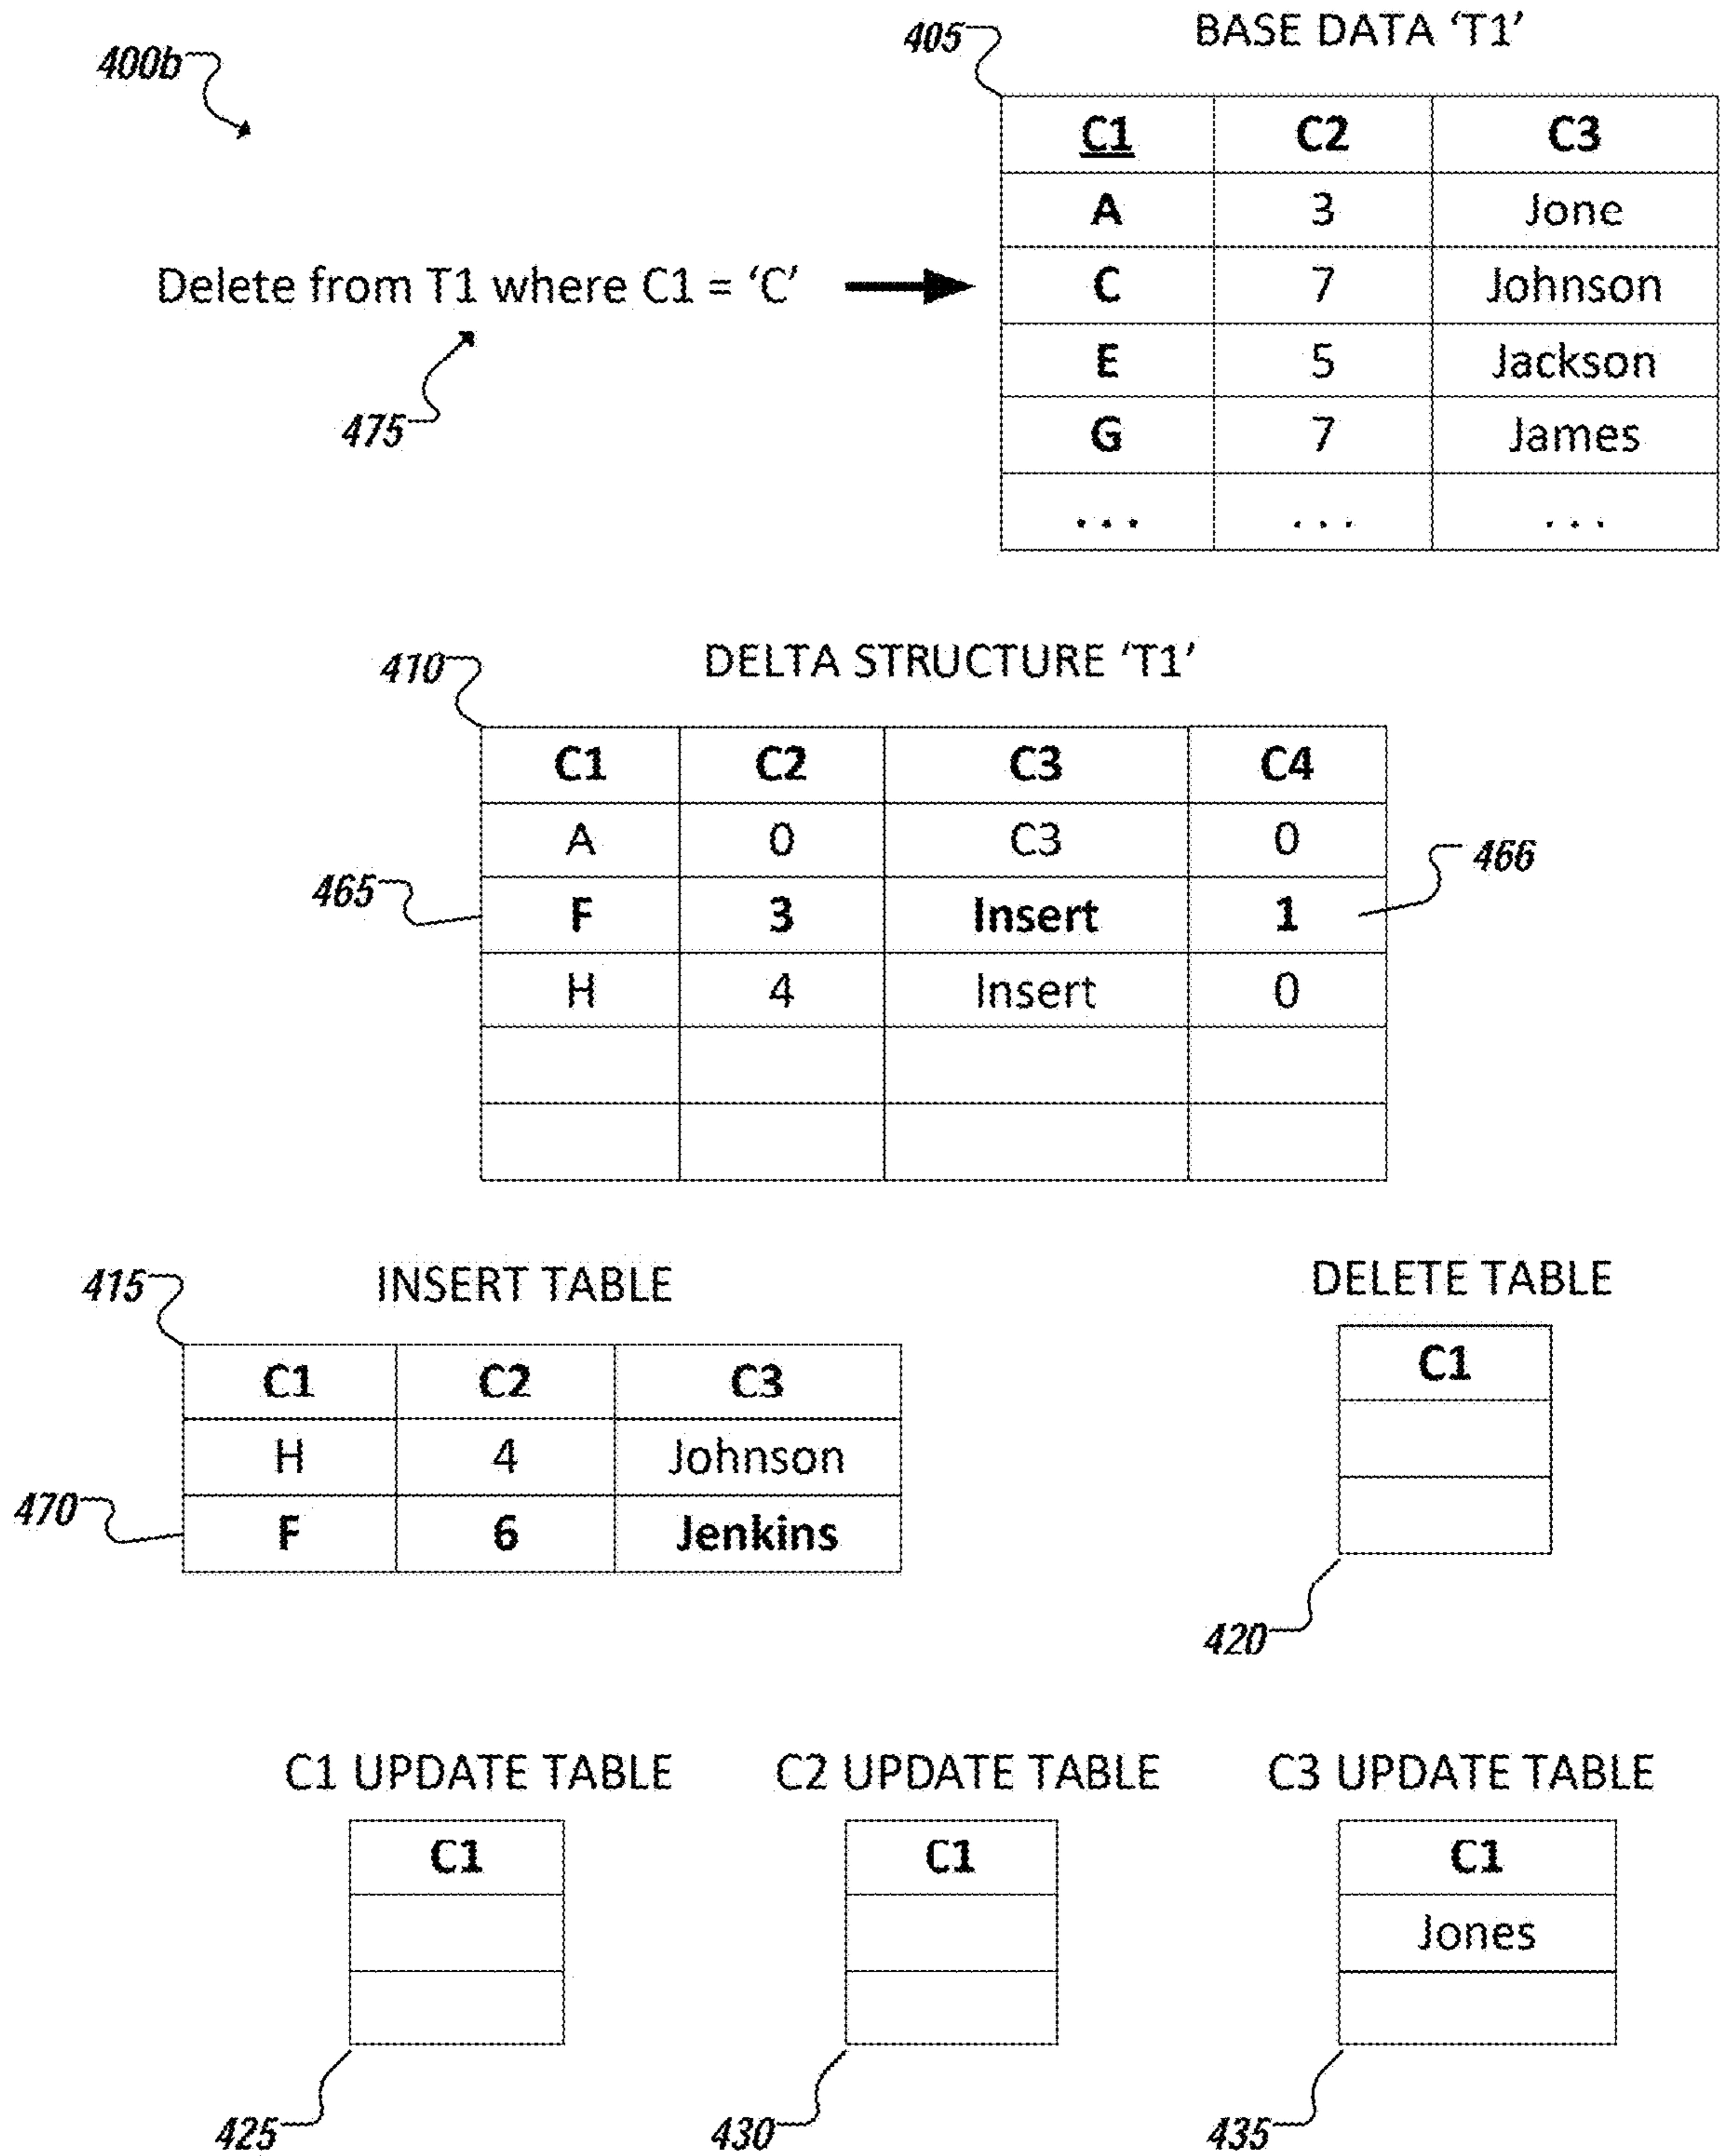 400b
405
BASE DATA ‘T1’
C1 C2 C3
A 3 Jone
Delete from T1 where C1 = ‘C’
C 7 Johnson
E 5 Jackson
475
G 7 James
... ... ...
410
DELTA STRUCTURE ‘T1’
C1 C2 C3 C4
A 0 C3 0
465
F 3 Insert 1
466
H 4 Insert 0
415
INSERT TABLE
C1 C2 C3
H 4 Johnson
470
F 6 Jenkins
DELETE TABLE
C1
420
C1 UPDATE TABLE
C1
425
C2 UPDATE TABLE
C1
430
C3 UPDATE TABLE
C1
Jones
435